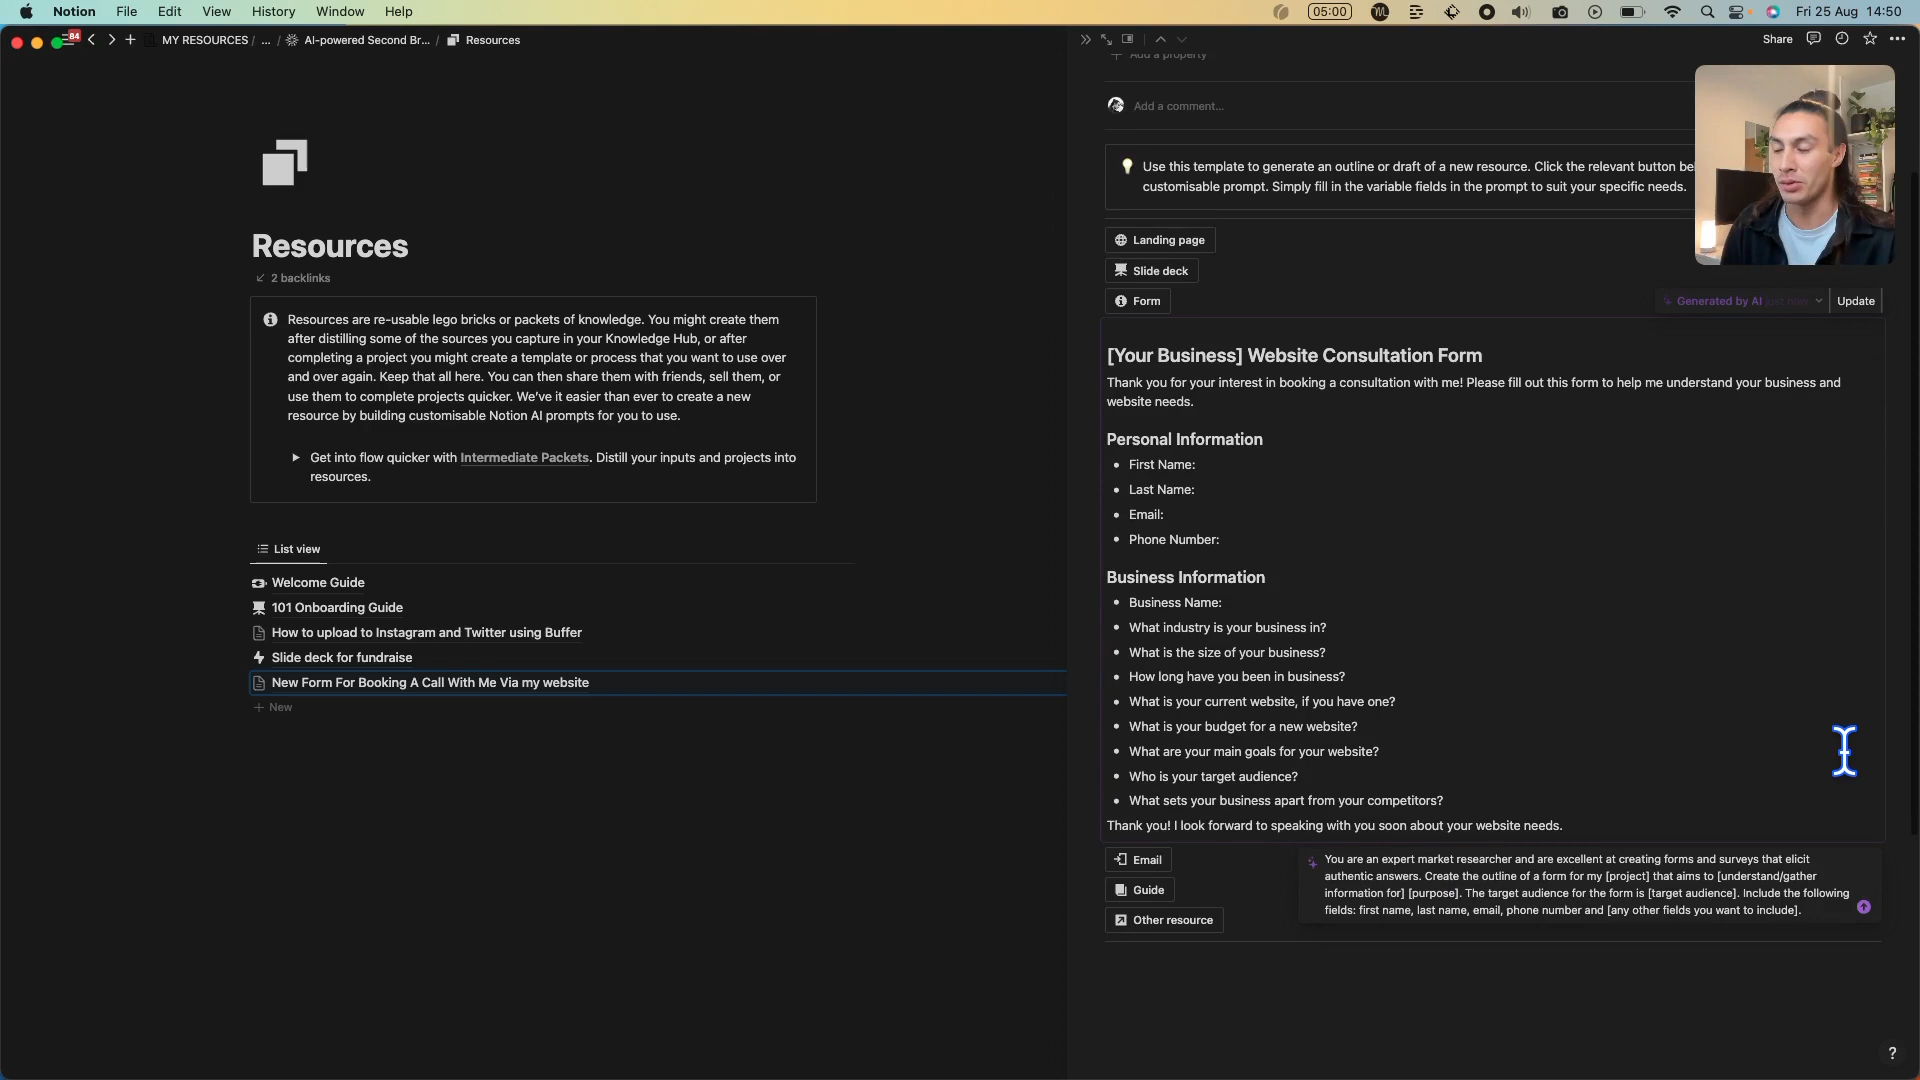 Notion File Edit View History Window Help
05:00
Fri 25 Aug 14:50
84
MY RESOURCES / ... / AI-powered Second Br... / Resources
Share
Resources
2 backlinks
Resources are re-usable lego bricks or packets of knowledge. You might create them
after distilling some of the sources you capture in your Knowledge Hub, or after
completing a project you might create a template or process that you want to use over
and over again. Keep that all here. You can then share them with friends, sell them, or
use them to complete projects quicker. We've it easier than ever to create a new
resource by building customisable Notion AI prompts for you to use.
Get into flow quicker with Intermediate Packets. Distill your inputs and projects into
resources.
List view
Welcome Guide
101 Onboarding Guide
How to upload to Instagram and Twitter using Buffer
Slide deck for fundraise
New Form For Booking A Call With Me Via my website
+ New
Add a property
Add a comment...
Use this template to generate an outline or draft of a new resource. Click the relevant button be
customisable prompt. Simply fill in the variable fields in the prompt to suit your specific needs.
Landing page
Slide deck
Form
Generated by AI just now
Update
[Your Business] Website Consultation Form
Thank you for your interest in booking a consultation with me! Please fill out this form to help me understand your business and
website needs.
Personal Information
• First Name:
• Last Name:
• Email:
• Phone Number:
Business Information
• Business Name:
• What industry is your business in?
• What is the size of your business?
• How long have you been in business?
• What is your current website, if you have one?
• What is your budget for a new website?
• What are your main goals for your website?
• Who is your target audience?
• What sets your business apart from your competitors?
Thank you! I look forward to speaking with you soon about your website needs.
Email
Guide
Other resource
You are an expert market researcher and are excellent at creating forms and surveys that elicit
authentic answers. Create the outline of a form for my [project] that aims to [understand/gather
information for] [purpose]. The target audience for the form is [target audience]. Include the following
fields: first name, last name, email, phone number and [any other fields you want to include].
?